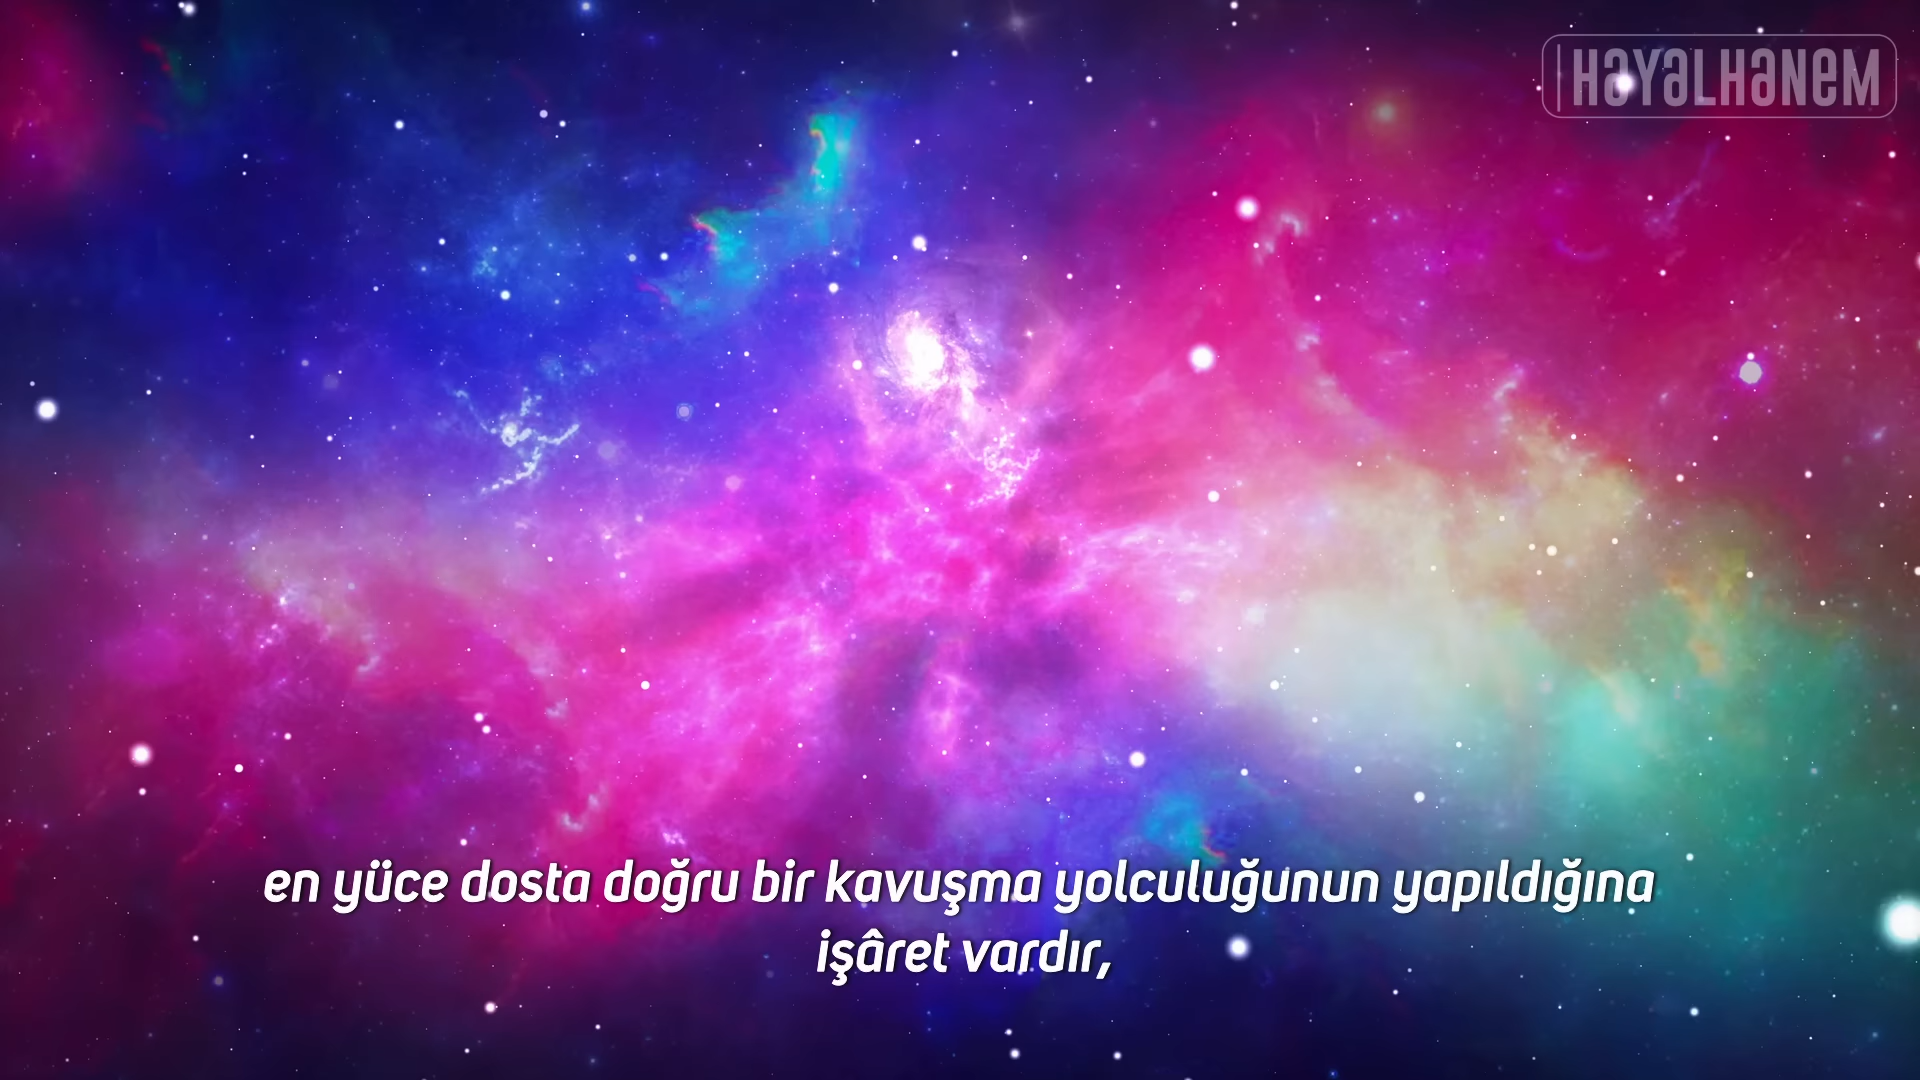 HAYALHANEM
en yüce dosta doğru bir kavuşma yolculuğunun yapıldığına
işâret vardır,